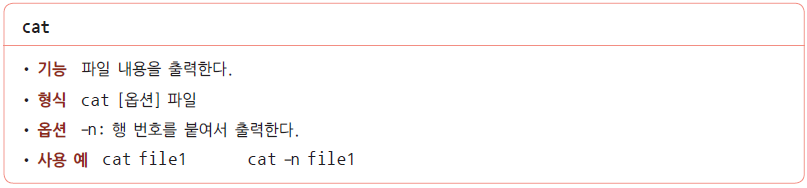 cat
• 기능 파일 내용을 출력한다.
• 형식 cat [옵션] 파일
• 옵션 -n: 행 번호를 붙여서 출력한다.
• 사용 예 cat file1 cat -n file1